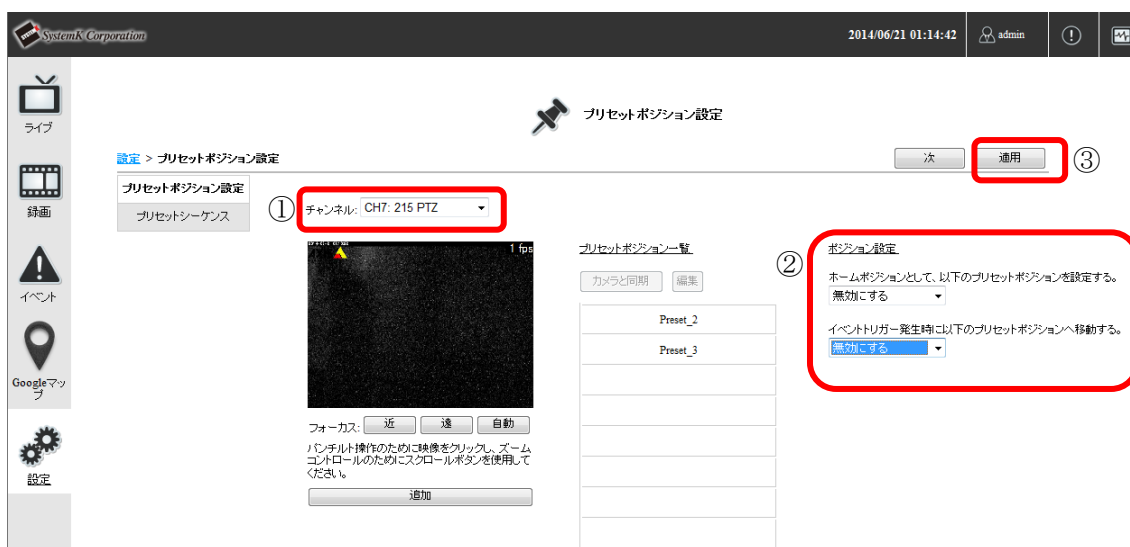 SystemK Corporation
2014/06/21 01:14:42
admin
ライブ
録画
イベント
Googleマッ
プ
設定
プリセットポジション設定
設定 > プリセットポジション設定
次
適用
③
プリセットポジション設定
プリセットシーケンス
①
チャンネル: CH7: 215 PTZ
1 fps
フォーカス: 近 遠 自動
パンチルト操作のために映像をクリックし、ズーム
コントロールのためにスクロールボタンを使用して
ください。
追加
プリセットポジション一覧
カメラと同期 編集
Preset_2
Preset_3
②
ポジション設定
ホームポジションとして、以下のプリセットポジションを設定する。
無効にする
イベントトリガー発生時に以下のプリセットポジションへ移動する。
無効にする